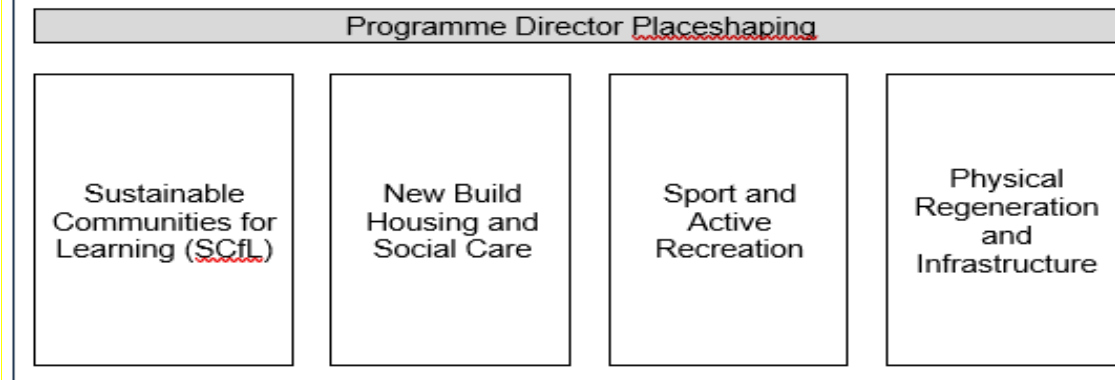 Programme Director Placeshaping
Sustainable
Communities for
Learning (SCfL)
New Build
Housing and
Social Care
Sport and
Active
Recreation
Physical
Regeneration
and
Infrastructure